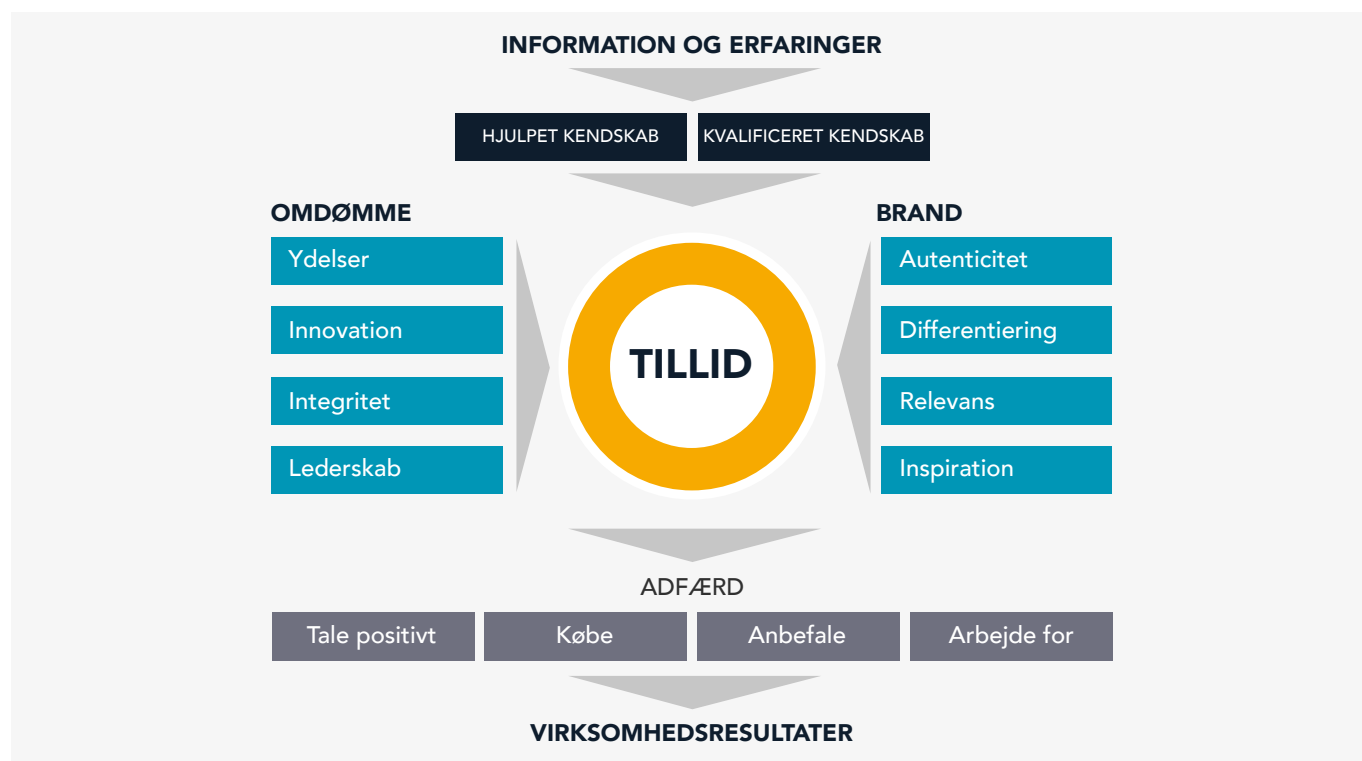 INFORMATION OG ERFARINGER
HJULPET KENDSKAB
KVALIFICERET KENDSKAB
OMDØMME
Ydelser
Innovation
Integritet
Lederskab
TILLID
BRAND
Autenticitet
Differentiering
Relevans
Inspiration
ADFÆRD
Tale positivt
Købe
Anbefale
Arbejde for
VIRKSOMHEDSRESULTATER